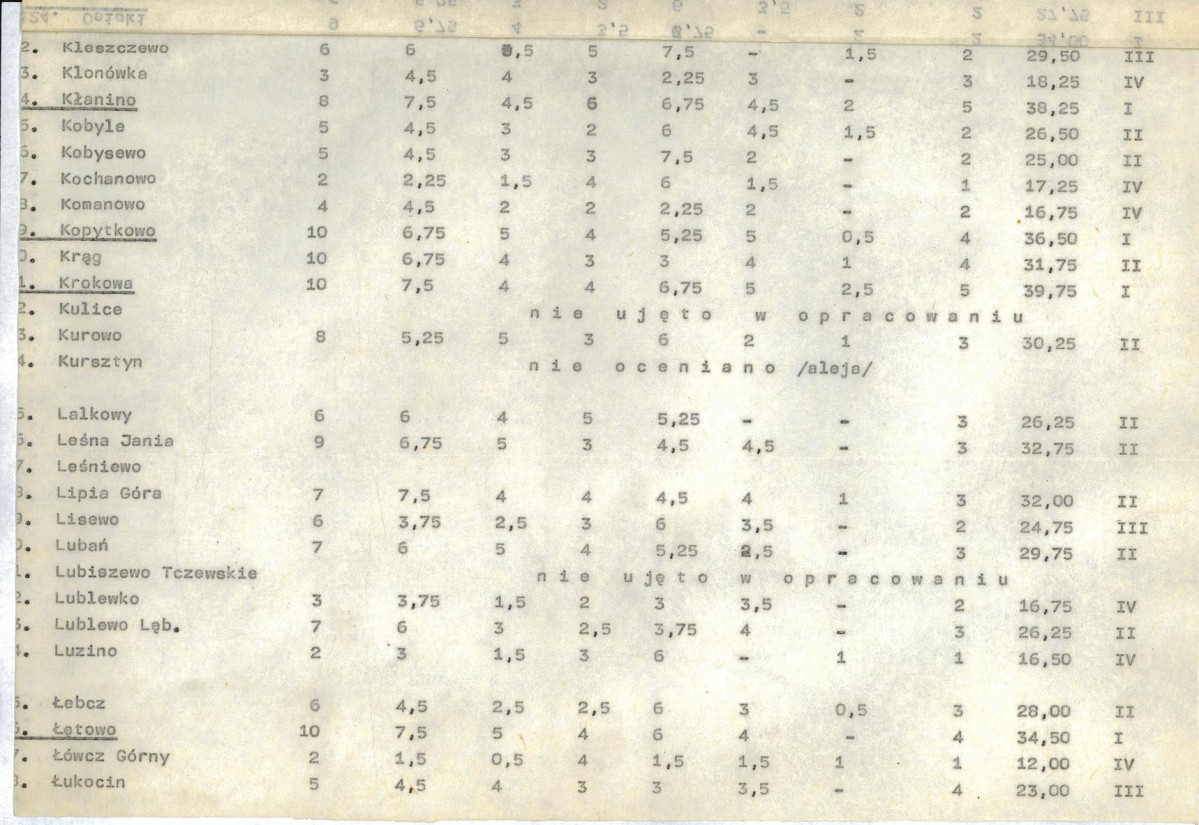 2. Kleszczewo 6 6 ,5 5 7,5 - 1,5 2 29,50 III
3. Klonówka 3 4,5 4 3 2,25 3 - 3 18,25 IV
4. Kłanino 8 7,5 4,5 6 6,75 4,5 2 5 38,25 I
5. Kobyle 5 4,5 3 2 6 4,5 1,5 2 26,50 II
6. Kobysewo 5 4,5 3 3 7,5 2 - 2 25,00 II
7. Kochanowo 2 2,25 1,5 4 6 1,5 - 1 17,25 IV
8. Komanowo 4 4,5 2 2 2,25 2 - 2 16,75 IV
9. Kopytkowo 10 6,75 5 4 5,25 5 0,5 4 36,50 I
0. Krąg 10 6,75 4 3 3 4 1 4 31,75 II
1. Krokowa 10 7,5 4 4 6,75 5 2,5 5 39,75 I
2. Kulice nie ujęto w opracowaniu
3. Kurowo 8 5,25 5 3 6 2 1 3 30,25 II
4. Kursztyn nie oceniano /aleja/
5. Lalkowy 6 6 4 5 5,25 - - 3 26,25 II
6. Leśna Jania 9 6,75 5 3 4,5 4,5 - 3 32,75 II
7. Leśniewo
8. Lipia Góra 7 7,5 4 4 4,5 4 1 3 32,00 II
9. Lisewo 6 3,75 2,5 3 6 3,5 - 2 24,75 III
0. Lubań 7 6 5 4 5,25 2,5 - 3 29,75 II
1. Lubiszewo Tczewskie nie ujęto w opracowaniu
2. Lublewko 3 3,75 1,5 2 3 3,5 - 2 16,75 IV
3. Lublewo Lęb. 7 6 3 2,5 3,75 4 - 3 26,25 II
4. Luzino 2 3 1,5 3 6 - 1 1 16,50 IV
5. Łebcz 6 4,5 2,5 2,5 6 3 0,5 3 28,00 II
6. Łętowo 10 7,5 5 4 6 4 - 4 34,50 I
7. Łówcz Górny 2 1,5 0,5 4 1,5 1,5 1 1 12,00 IV
8. Łukocin 5 4,5 4 3 3 3,5 - 4 23,00 III